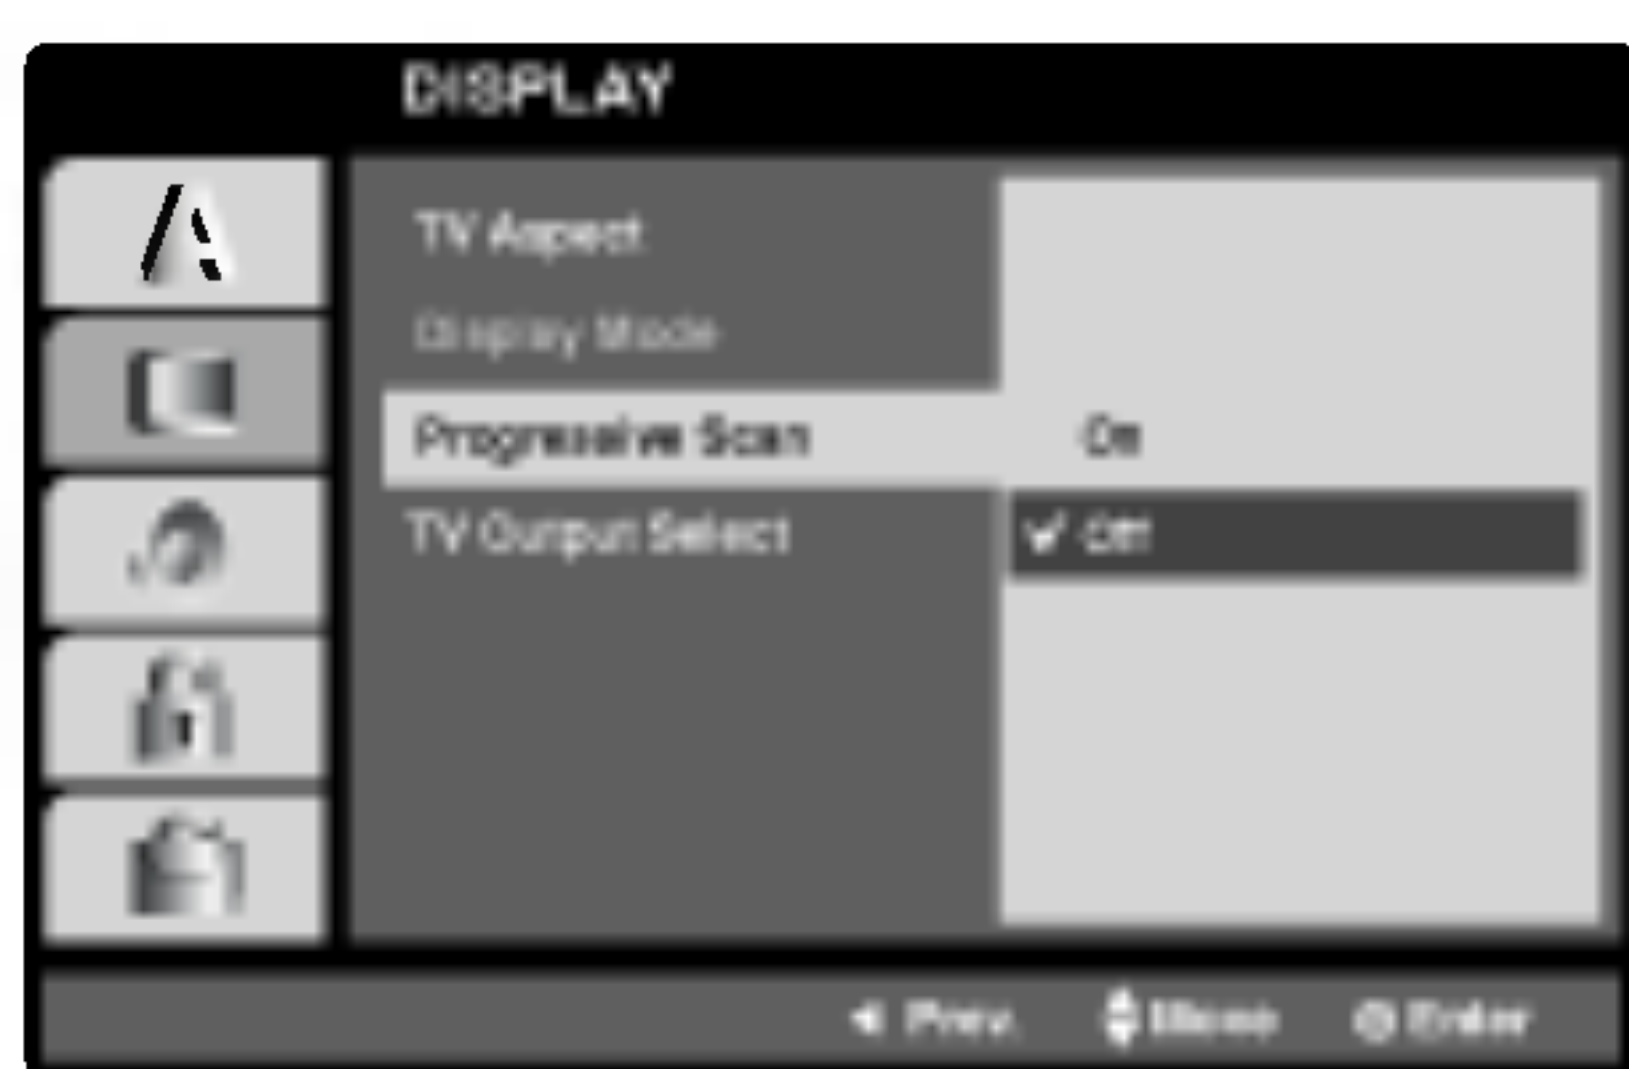 DISPLAY
TV Aspect
Display Mode
Progressive Scan On
TV Output Select Off
Prev. Move Enter